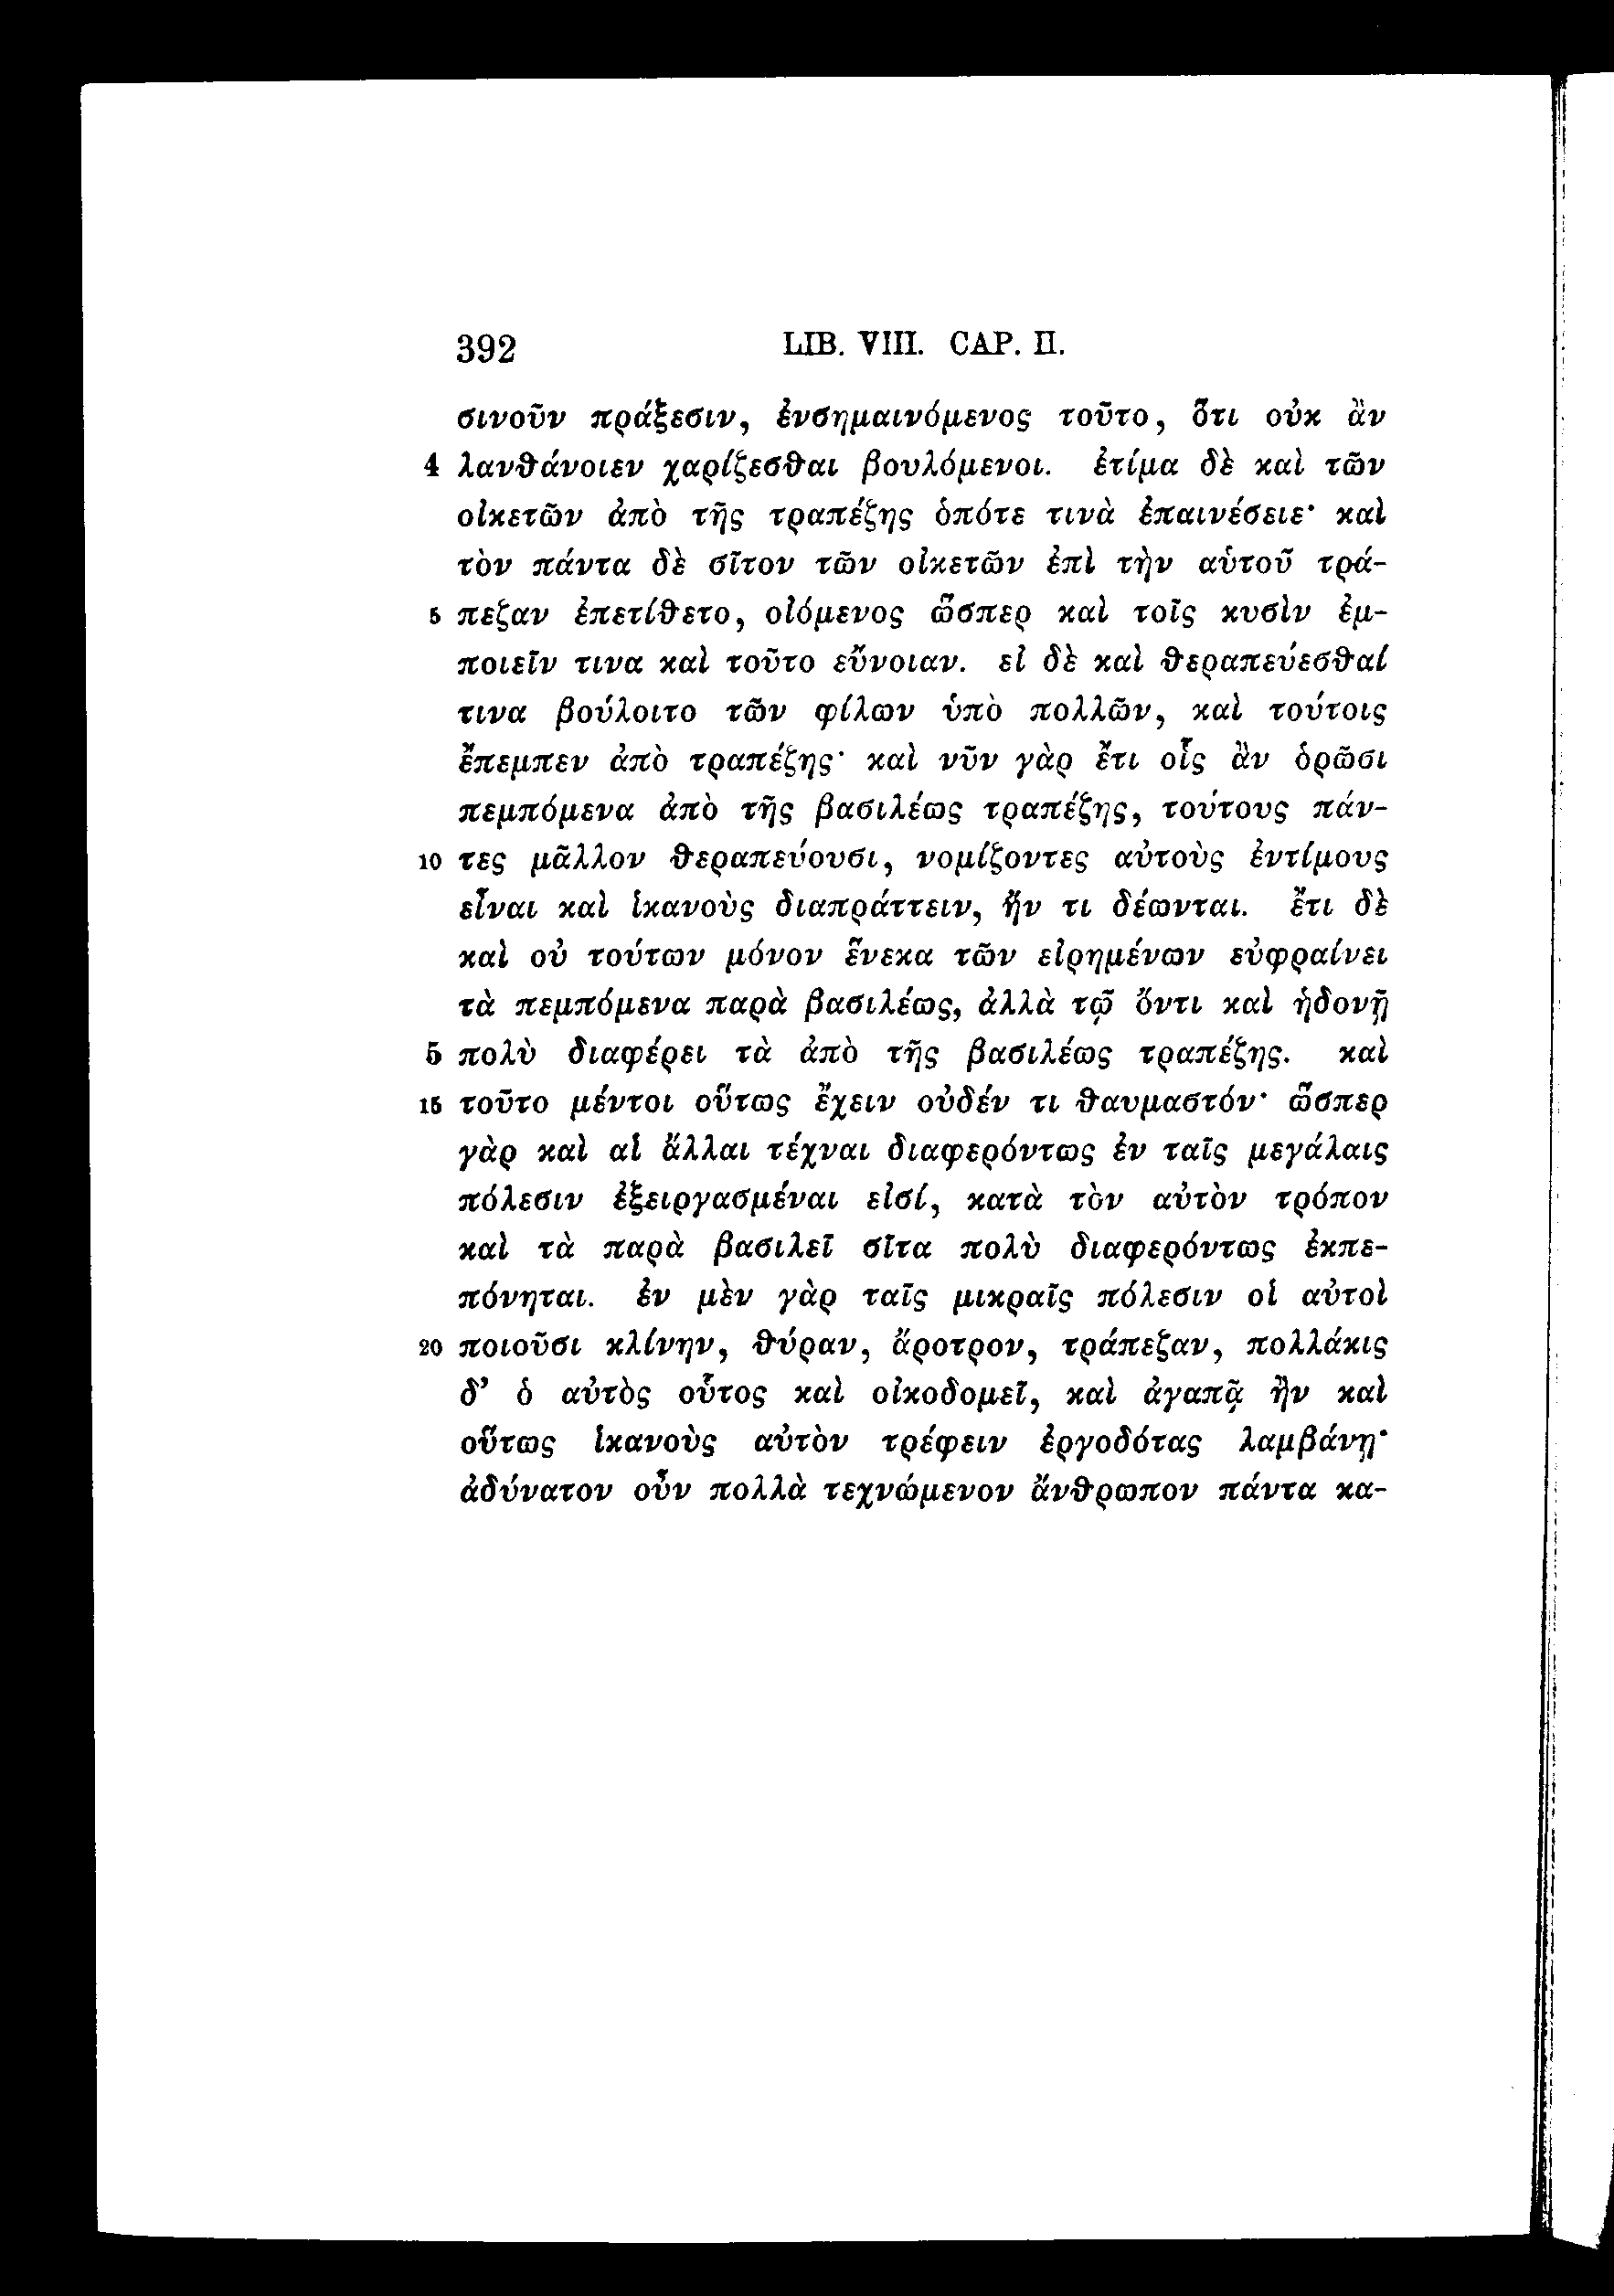 392 LIB. VIII. CAP. II.
σινοῦν πράξεσιν, ἐνσημαινόμενος τοῦτο, ὅτι οὐκ ἂν
4 λανθάνοιεν χαρίζεσθαι βουλόμενοι. ἐτίμα δὲ καὶ τῶν
οἰκετῶν ἀπὸ τῆς τραπέζης ὁπότε τινὰ ἐπαινέσειε· καὶ
τὸν πάντα δὲ σῖτον τῶν οἰκετῶν ἐπὶ τὴν αὑτοῦ τρά-
5 πεζαν ἐπετίθετο, οἰόμενος ὥσπερ καὶ τοῖς κυσὶν ἐμ-
ποιεῖν τινα καὶ τοῦτο εὔνοιαν. εἰ δὲ καὶ θεραπεύεσθαί
τινα βούλοιτο τῶν φίλων ὑπὸ πολλῶν, καὶ τούτοις
ἔπεμπεν ἀπὸ τραπέζης· καὶ νῦν γὰρ ἔτι οἷς ἂν ὁρῶσι
πεμπόμενα ἀπὸ τῆς βασιλέως τραπέζης, τούτους πάν-
10 τες μᾶλλον θεραπεύουσι, νομίζοντες αὐτοὺς ἐντίμους
εἶναι καὶ ἱκανοὺς διαπράττειν, ἤν τι δέωνται. ἔτι δὲ
καὶ οὐ τούτων μόνον ἕνεκα τῶν εἰρημένων εὐφραίνει
τὰ πεμπόμενα παρὰ βασιλέως, ἀλλὰ τῷ ὄντι καὶ ἡδονῇ
5 πολὺ διαφέρει τὰ ἀπὸ τῆς βασιλέως τραπέζης. καὶ
15 τοῦτο μέντοι οὕτως ἔχειν οὐδέν τι θαυμαστόν· ὥσπερ
γὰρ καὶ αἱ ἄλλαι τέχναι διαφερόντως ἐν ταῖς μεγάλαις
πόλεσιν ἐξειργασμέναι εἰσί, κατὰ τὸν αὐτὸν τρόπον
καὶ τὰ παρὰ βασιλεῖ σῖτα πολὺ διαφερόντως ἐκπε-
πόνηται. ἐν μὲν γὰρ ταῖς μικραῖς πόλεσιν οἱ αὐτοὶ
20 ποιοῦσι κλίνην, θύραν, ἄροτρον, τράπεζαν, πολλάκις
δ’ ὁ αὐτὸς οὗτος καὶ οἰκοδομεῖ, καὶ ἀγαπᾷ ἢν καὶ
οὕτως ἱκανοὺς αὐτὸν τρέφειν ἐργοδότας λαμβάνῃ·
ἀδύνατον οὖν πολλὰ τεχνώμενον ἄνθρωπον πάντα κα-